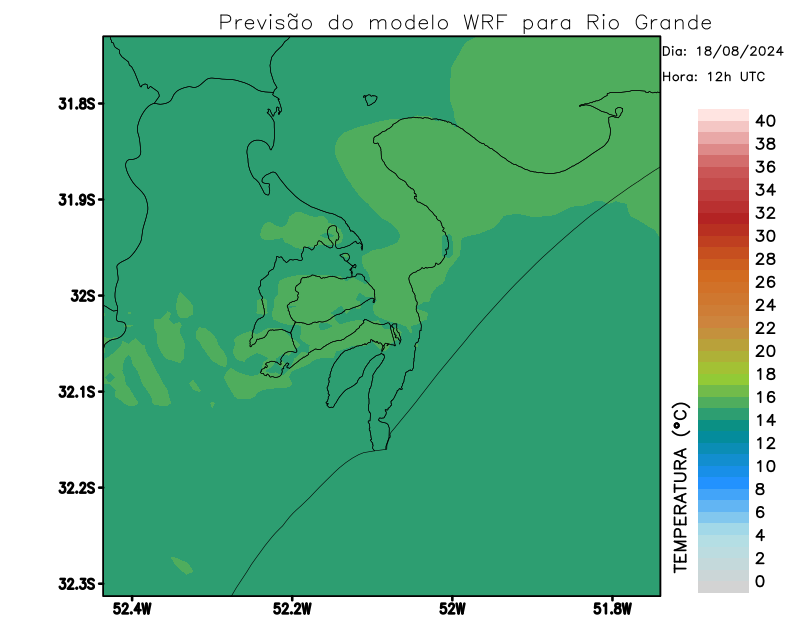 Previsão do modelo WRF para Rio Grande
Dia: 18/08/2024
Hora: 12h UTC
31.8S
31.9S
32S
32.1S
32.2S
32.3S
52.4W
52.2W
52W
51.8W
40
38
36
34
32
30
28
26
24
22
20
18
16
14
12
10
8
6
4
2
0
TEMPERATURA (°C)